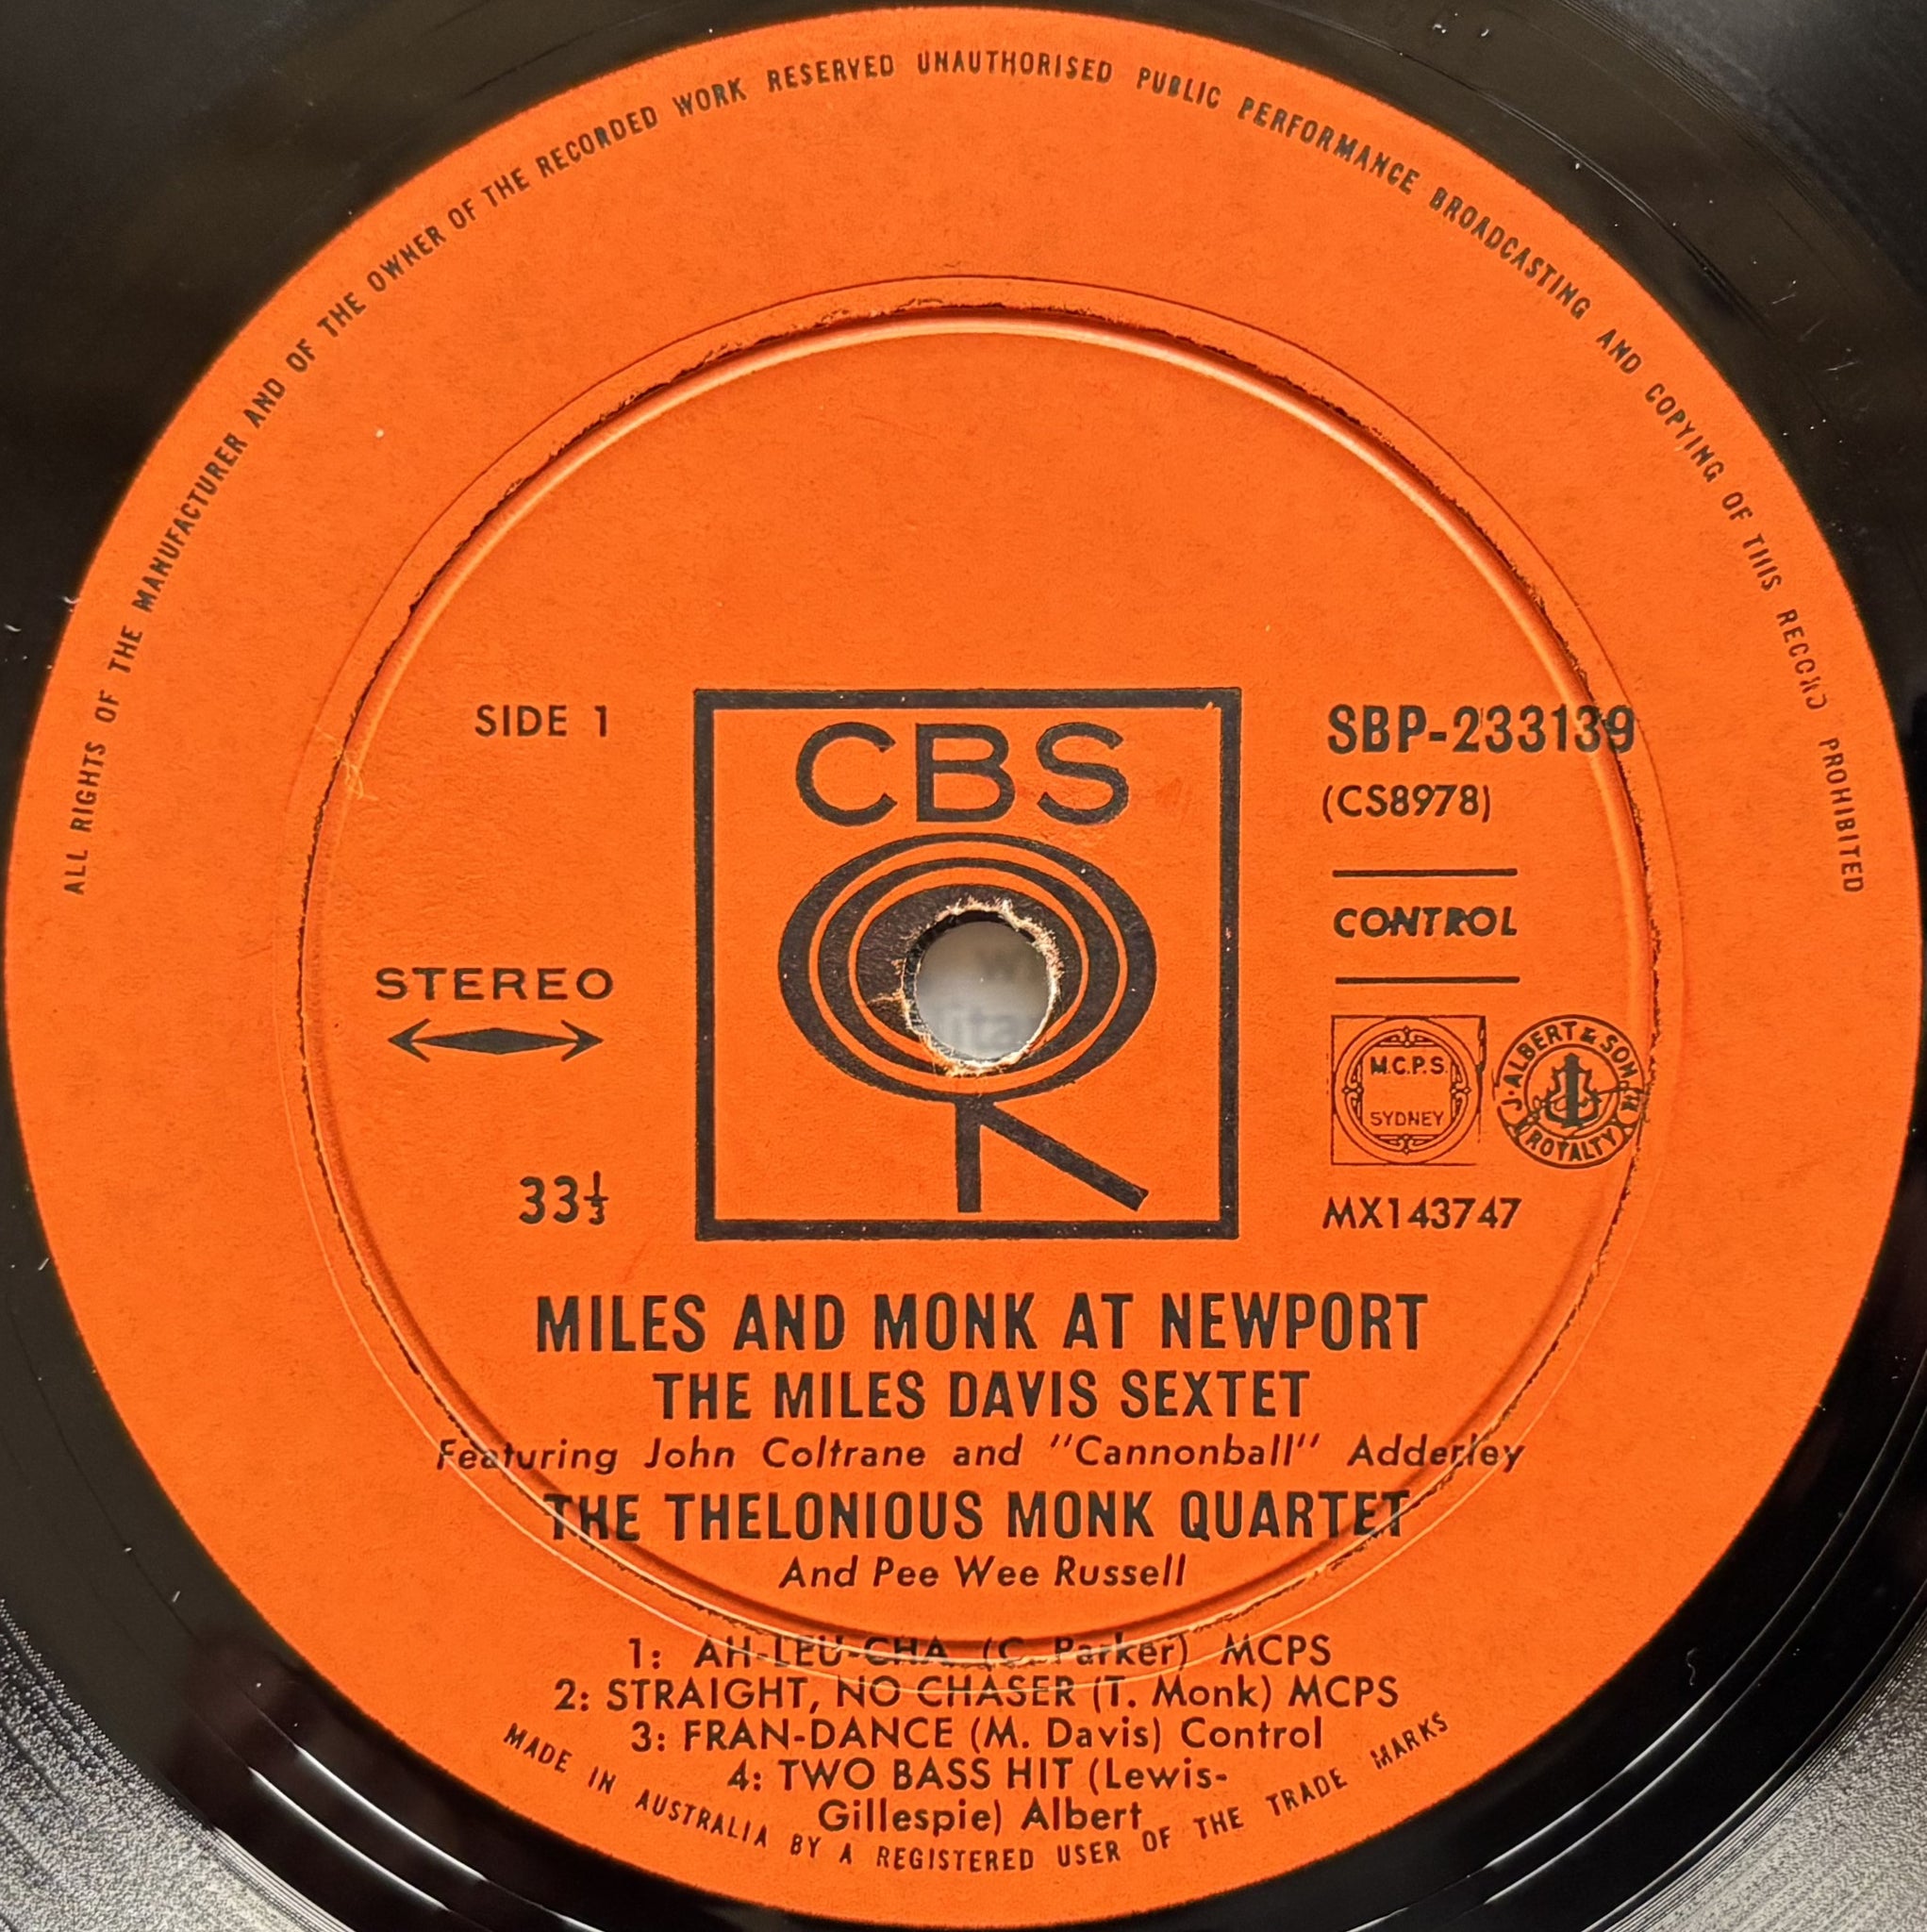 ALL RIGHTS OF THE MANUFACTURER AND OF THE OWNER OF THE RECORDED WORK RESERVED UNAUTHORISED PUBLIC PERFORMANCE BROADCASTING AND COPYING OF THIS RECORD PROHIBITED
SIDE 1
CBS
SBP-233139
(CS8978)
CONTROL
STEREO
M.C.P.S.
SYDNEY
J. ALBERT & SON
ROYALTY
33⅓
MX143747
MILES AND MONK AT NEWPORT
THE MILES DAVIS SEXTET
Featuring John Coltrane and "Cannonball" Adderley
THE THELONIOUS MONK QUARTET
And Pee Wee Russell
1: AH-LEU-CHA (C. Parker) MCPS
2: STRAIGHT, NO CHASER (T. Monk) MCPS
3: FRAN-DANCE (M. Davis) Control
4: TWO BASS HIT (Lewis-
Gillespie) Albert
MADE IN AUSTRALIA BY A REGISTERED USER OF THE TRADE MARKS